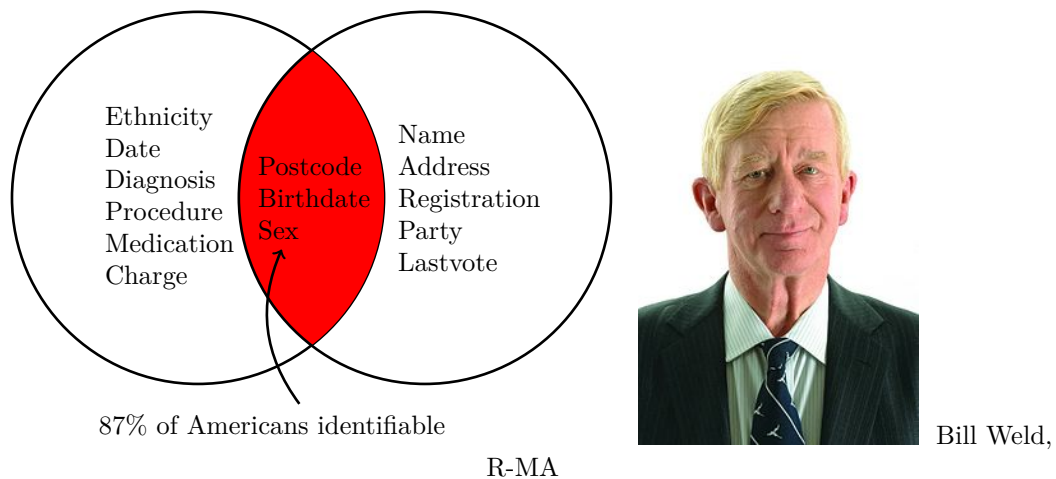 Ethnicity
Date
Diagnosis
Procedure
Medication
Charge
Postcode
Birthdate
Sex
Name
Address
Registration
Party
Lastvote
87% of Americans identifiable
Bill Weld,
R-MA